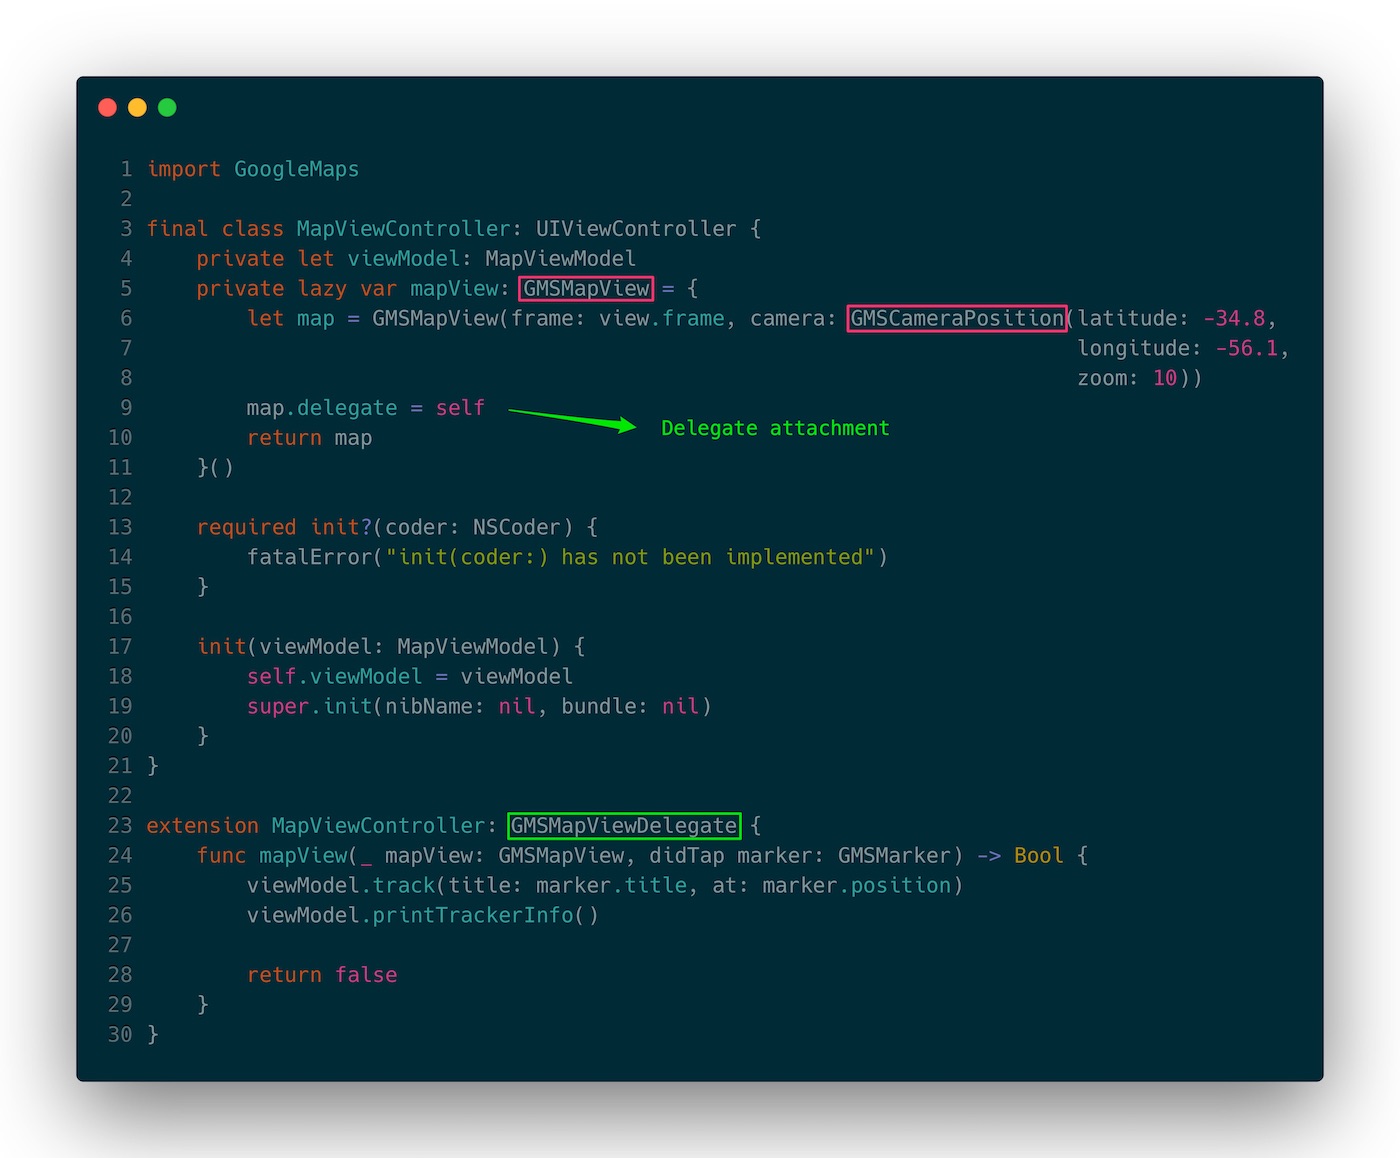 1 import GoogleMaps
2
3 final class MapViewController: UIViewController {
4     private let viewModel: MapViewModel
5     private lazy var mapView: GMSMapView = {
6         let map = GMSMapView(frame: view.frame, camera: GMSCameraPosition(latitude: -34.8,
7                                                                           longitude: -56.1,
8                                                                           zoom: 10))
9         map.delegate = self
Delegate attachment
10         return map
11     }()
12
13     required init?(coder: NSCoder) {
14         fatalError("init(coder:) has not been implemented")
15     }
16
17     init(viewModel: MapViewModel) {
18         self.viewModel = viewModel
19         super.init(nibName: nil, bundle: nil)
20     }
21 }
22
23 extension MapViewController: GMSMapViewDelegate {
24     func mapView(_ mapView: GMSMapView, didTap marker: GMSMarker) -> Bool {
25         viewModel.track(title: marker.title, at: marker.position)
26         viewModel.printTrackerInfo()
27
28         return false
29     }
30 }